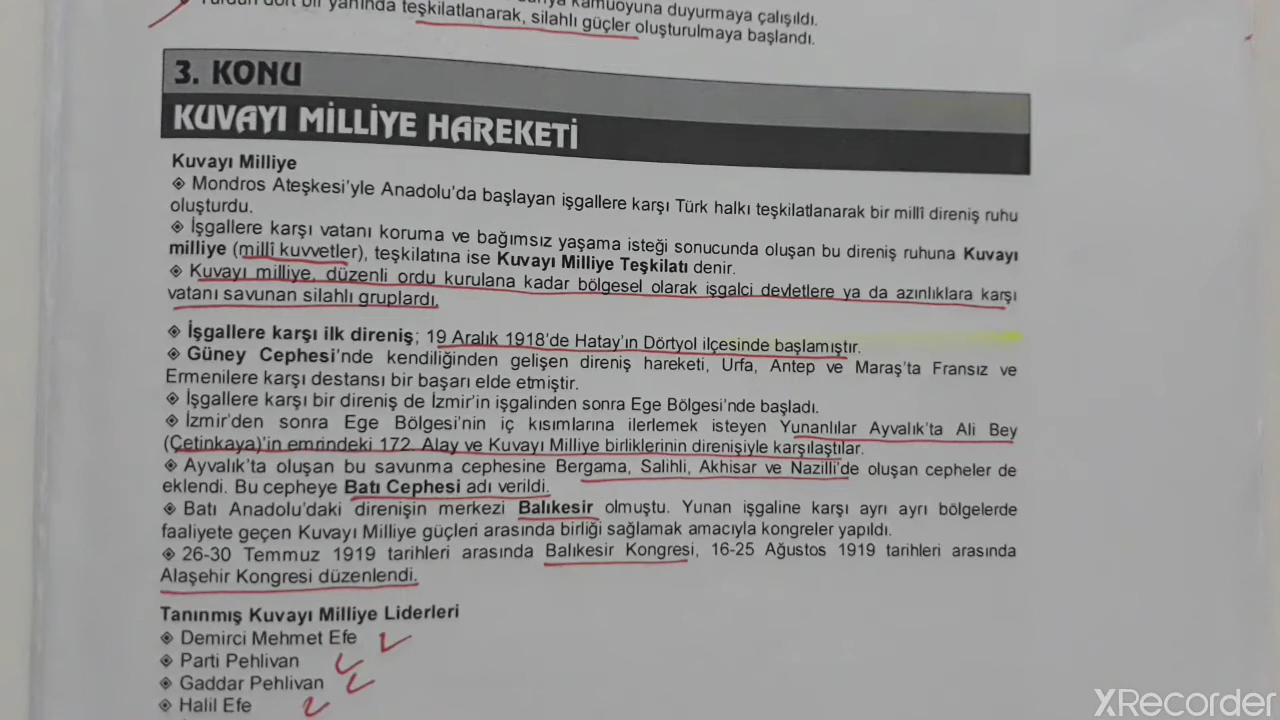 kamuoyuna duyurmaya çalışıldı.
Yurdun dört bir yanında teşkilatlanarak, silahlı güçler oluşturulmaya başlandı.
3. KONU
KUVAYI MİLLİYE HAREKETİ
Kuvayı Milliye
◈ Mondros Ateşkesi'yle Anadolu'da başlayan işgallere karşı Türk halkı teşkilatlanarak bir millî direniş ruhu
oluşturdu.
◈ İşgallere karşı vatanı koruma ve bağımsız yaşama isteği sonucunda oluşan bu direniş ruhuna Kuvayı
milliye (millî kuvvetler), teşkilatına ise Kuvayı Milliye Teşkilatı denir.
◈ Kuvayı milliye, düzenli ordu kurulana kadar bölgesel olarak işgalci devletlere ya da azınlıklara karşı
vatanı savunan silahlı gruplardı.
◈ İşgallere karşı ilk direniş; 19 Aralık 1918'de Hatay'ın Dörtyol ilçesinde başlamıştır.
◈ Güney Cephesi'nde kendiliğinden gelişen direniş hareketi, Urfa, Antep ve Maraş'ta Fransız ve
Ermenilere karşı destansı bir başarı elde etmiştir.
◈ İşgallere karşı bir direniş de İzmir'in işgalinden sonra Ege Bölgesi'nde başladı.
◈ İzmir'den sonra Ege Bölgesi'nin iç kısımlarına ilerlemek isteyen Yunanlılar Ayvalık'ta Ali Bey
(Çetinkaya)'in emrindeki 172. Alay ve Kuvayı Milliye birliklerinin direnişiyle karşılaştılar.
◈ Ayvalık'ta oluşan bu savunma cephesine Bergama, Salihli, Akhisar ve Nazilli'de oluşan cepheler de
eklendi. Bu cepheye Batı Cephesi adı verildi.
◈ Batı Anadolu'daki direnişin merkezi Balıkesir olmuştu. Yunan işgaline karşı ayrı ayrı bölgelerde
faaliyete geçen Kuvayı Milliye güçleri arasında birliği sağlamak amacıyla kongreler yapıldı.
◈ 26-30 Temmuz 1919 tarihleri arasında Balıkesir Kongresi, 16-25 Ağustos 1919 tarihleri arasında
Alaşehir Kongresi düzenlendi.
Tanınmış Kuvayı Milliye Liderleri
◈ Demirci Mehmet Efe
◈ Parti Pehlivan
◈ Gaddar Pehlivan
◈ Halil Efe
XRecorder